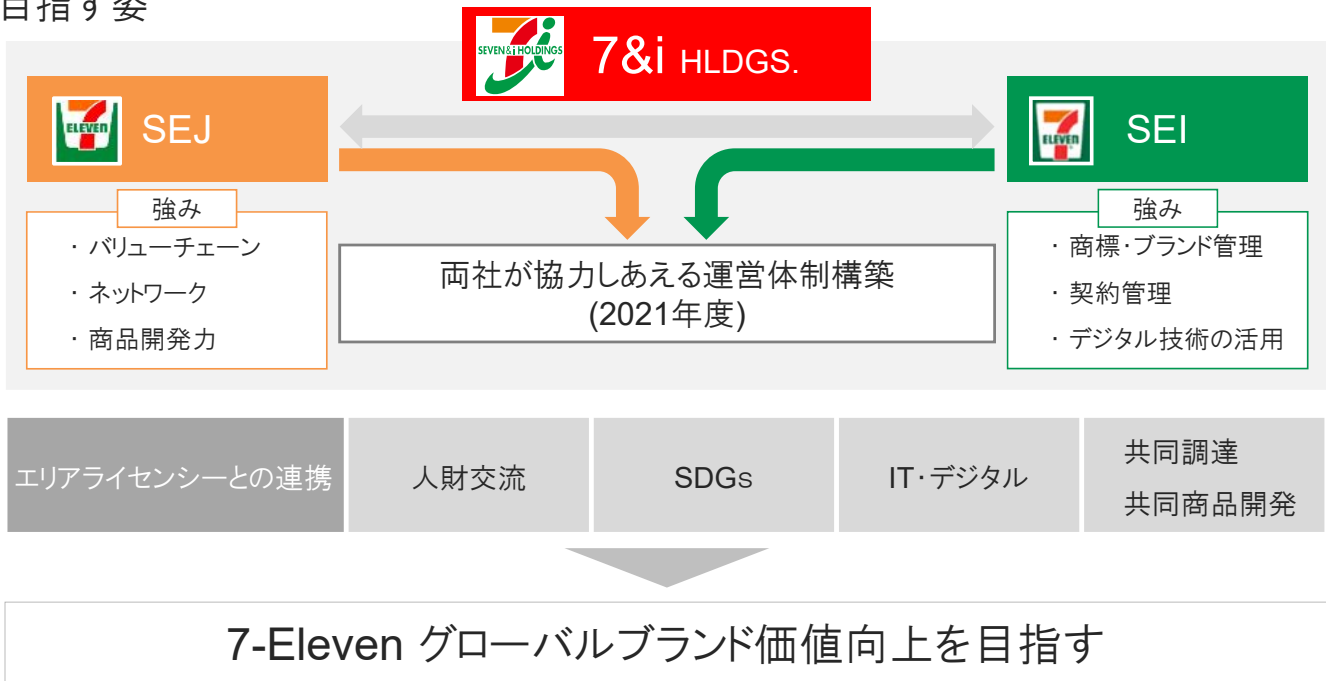 目指す姿
SEVEN&i HOLDINGS
7&i HLDGS.
ELEVEN
SEJ
ELEVEN
SEI
強み
・バリューチェーン
・ネットワーク
・商品開発力
両社が協力しあえる運営体制構築
(2021年度)
強み
・商標・ブランド管理
・契約管理
・デジタル技術の活用
エリアライセンシーとの連携
人財交流
SDGs
IT・デジタル
共同調達
共同商品開発
7-Eleven グローバルブランド価値向上を目指す